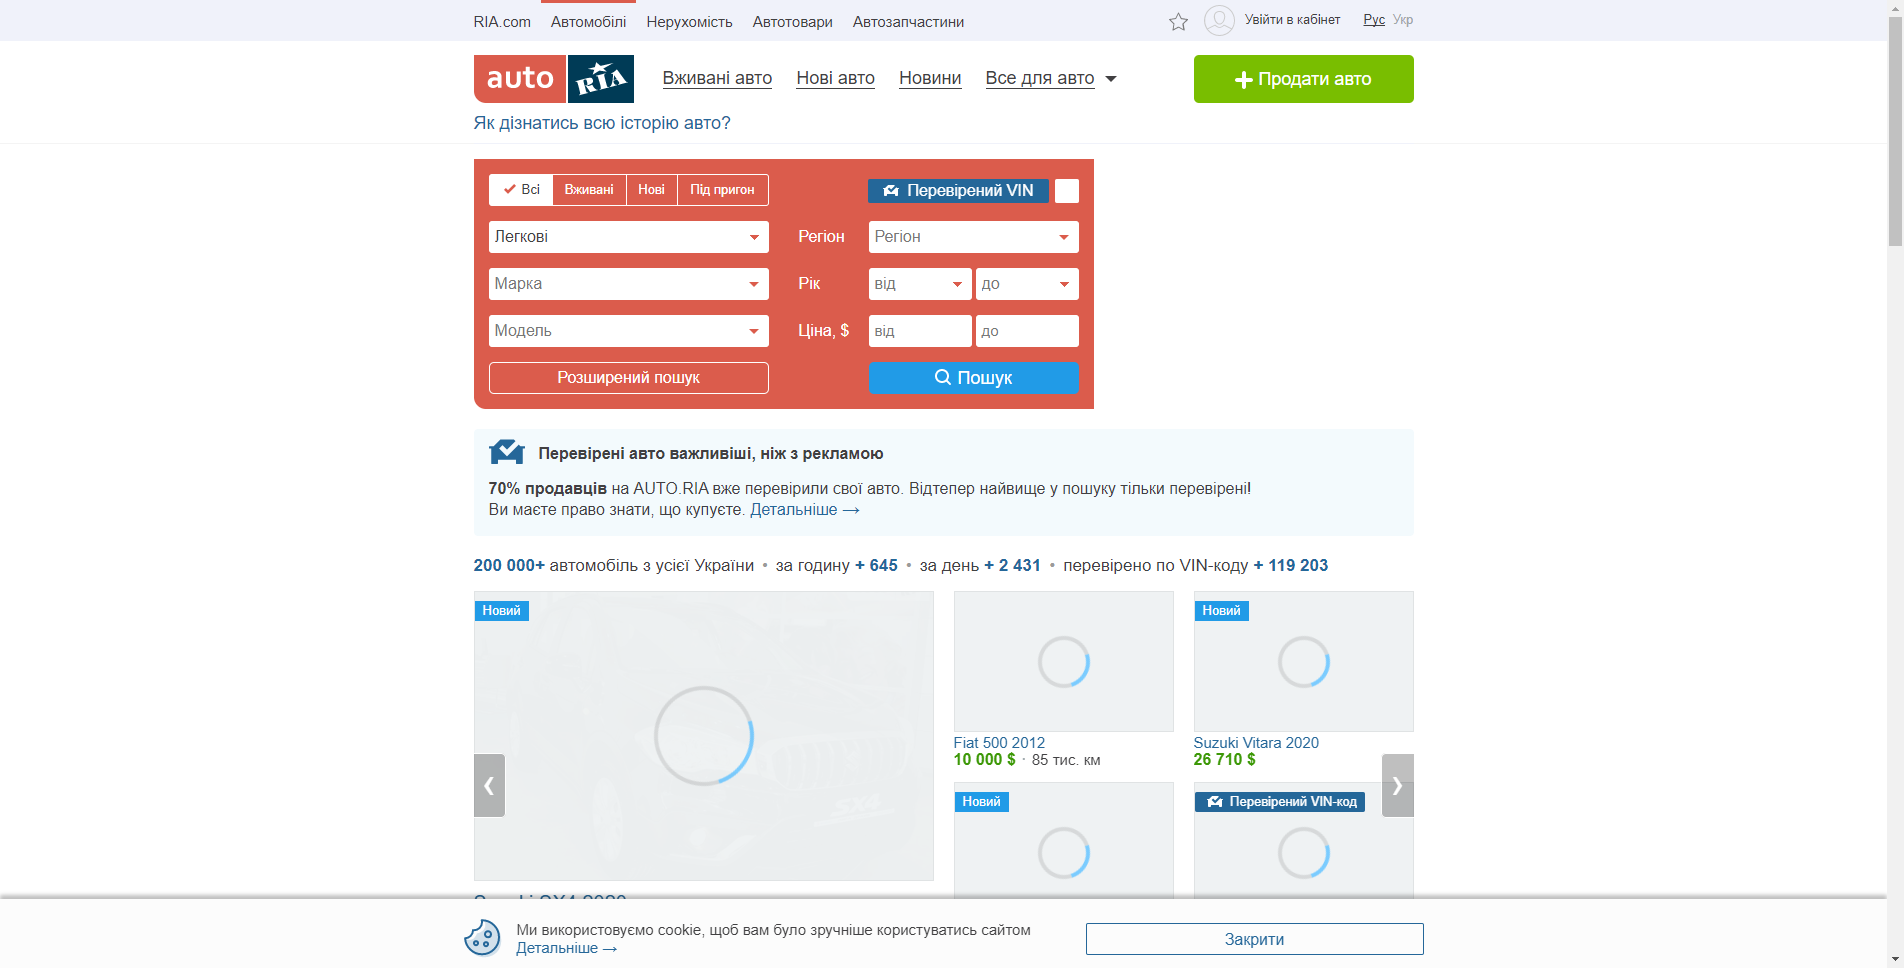 RIA.com Автомобілі Нерухомість Автотовари Автозапчастини Увійти в кабінет Рус Укр
auto RIA Вживані авто Нові авто Новини Все для авто Продати авто
Як дізнатись всю історію авто?
Всі Вживані Нові Під пригон Перевірений VIN
Легкові Регіон Регіон
Марка Рік від до
Модель Ціна, $ від до
Розширений пошук Пошук
Перевірені авто важливіші, ніж з рекламою
70% продавців на AUTO.RIA вже перевірили свої авто. Відтепер найвище у пошуку тільки перевірені!
Ви маєте право знати, що купуєте. Детальніше →
200 000+ автомобіль з усієї України • за годину + 645 • за день + 2 431 • перевірено по VIN-коду + 119 203
Новий Новий
SX4
Fiat 500 2012 Suzuki Vitara 2020
10 000 $ · 85 тис. км 26 710 $
Новий Перевірений VIN-код
Suzuki SX4 2020
Ми використовуємо cookie, щоб вам було зручніше користуватись сайтом
Детальніше →
Закрити